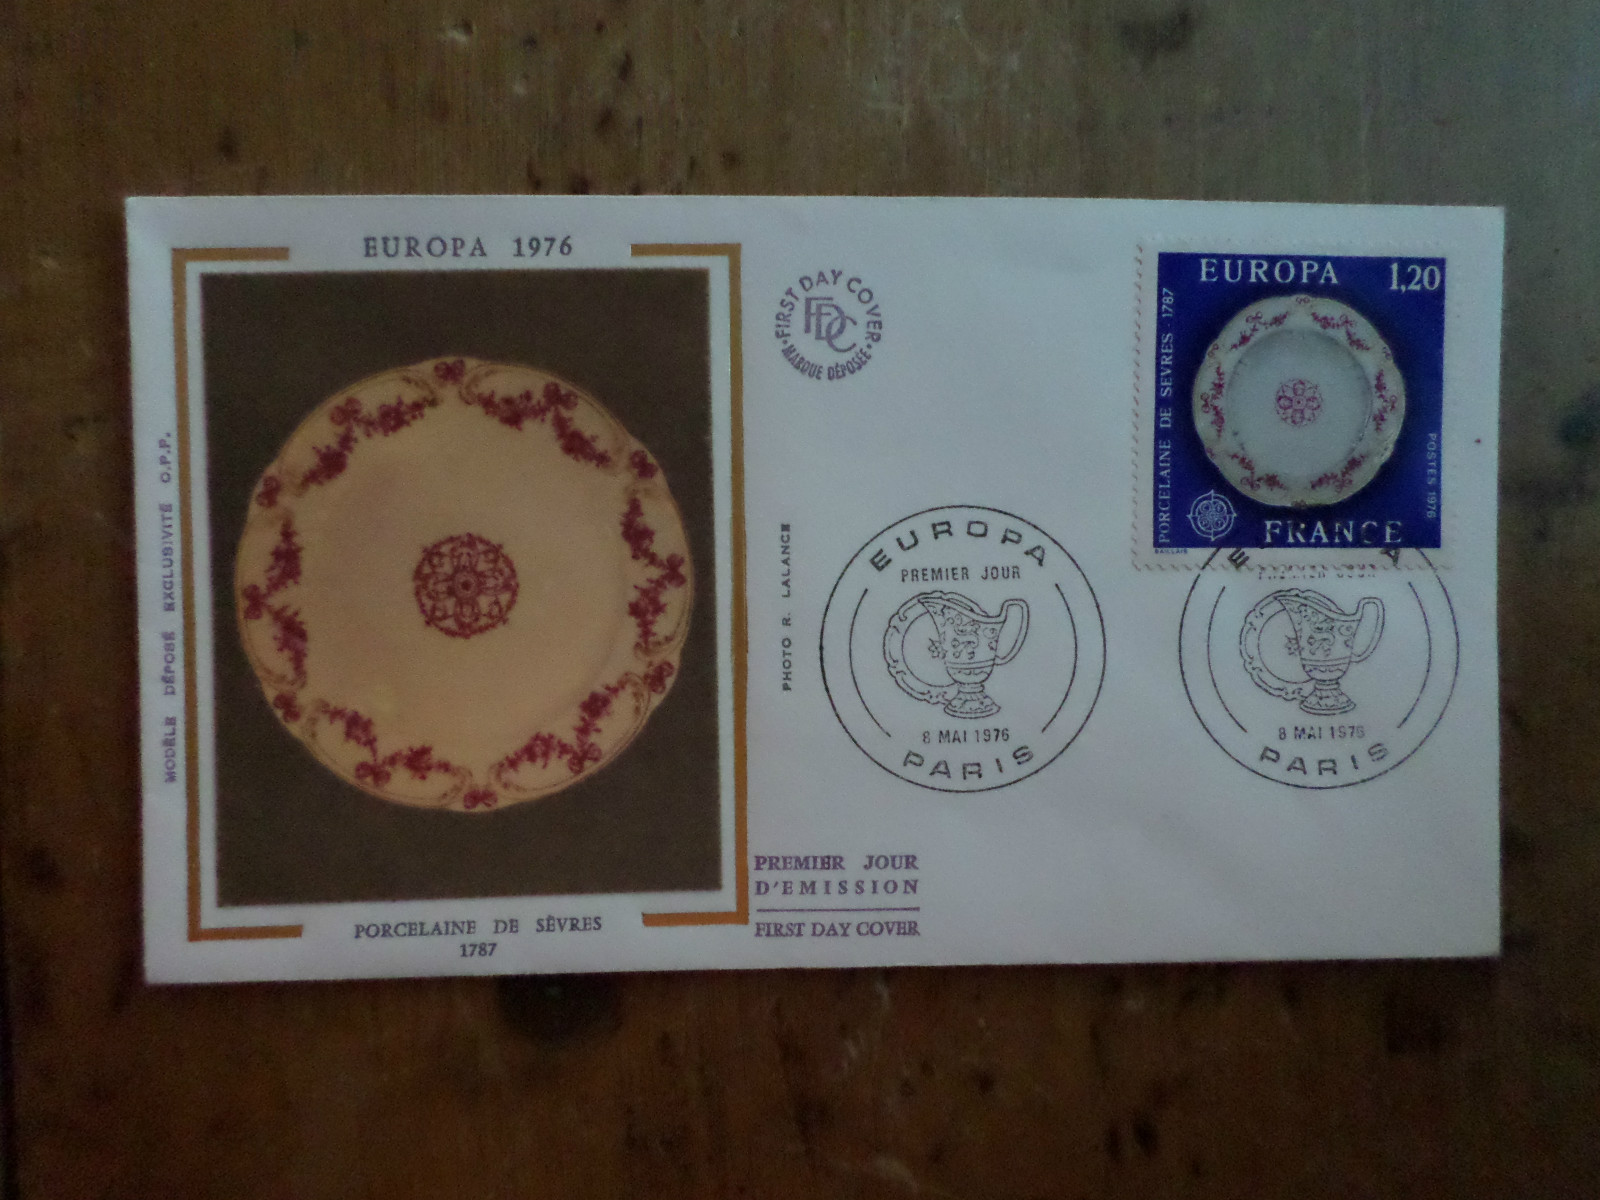 EUROPA 1976
MODÈLE DÉPOSÉ EXCLUSIVITÉ O.P.P.
PORCELAINE DE SÈVRES
1787
FIRST DAY COVER
FDC
MARQUE DÉPOSÉE
PHOTO R. LALANCE
PREMIER JOUR
D'EMISSION
FIRST DAY COVER
EUROPA
PREMIER JOUR
8 MAI 1976
PARIS
EUROPA 1,20
PORCELAINE DE SEVRES - 1787
POSTES 1976
FRANCE
PREMIER JOUR
8 MAI 1976
PARIS